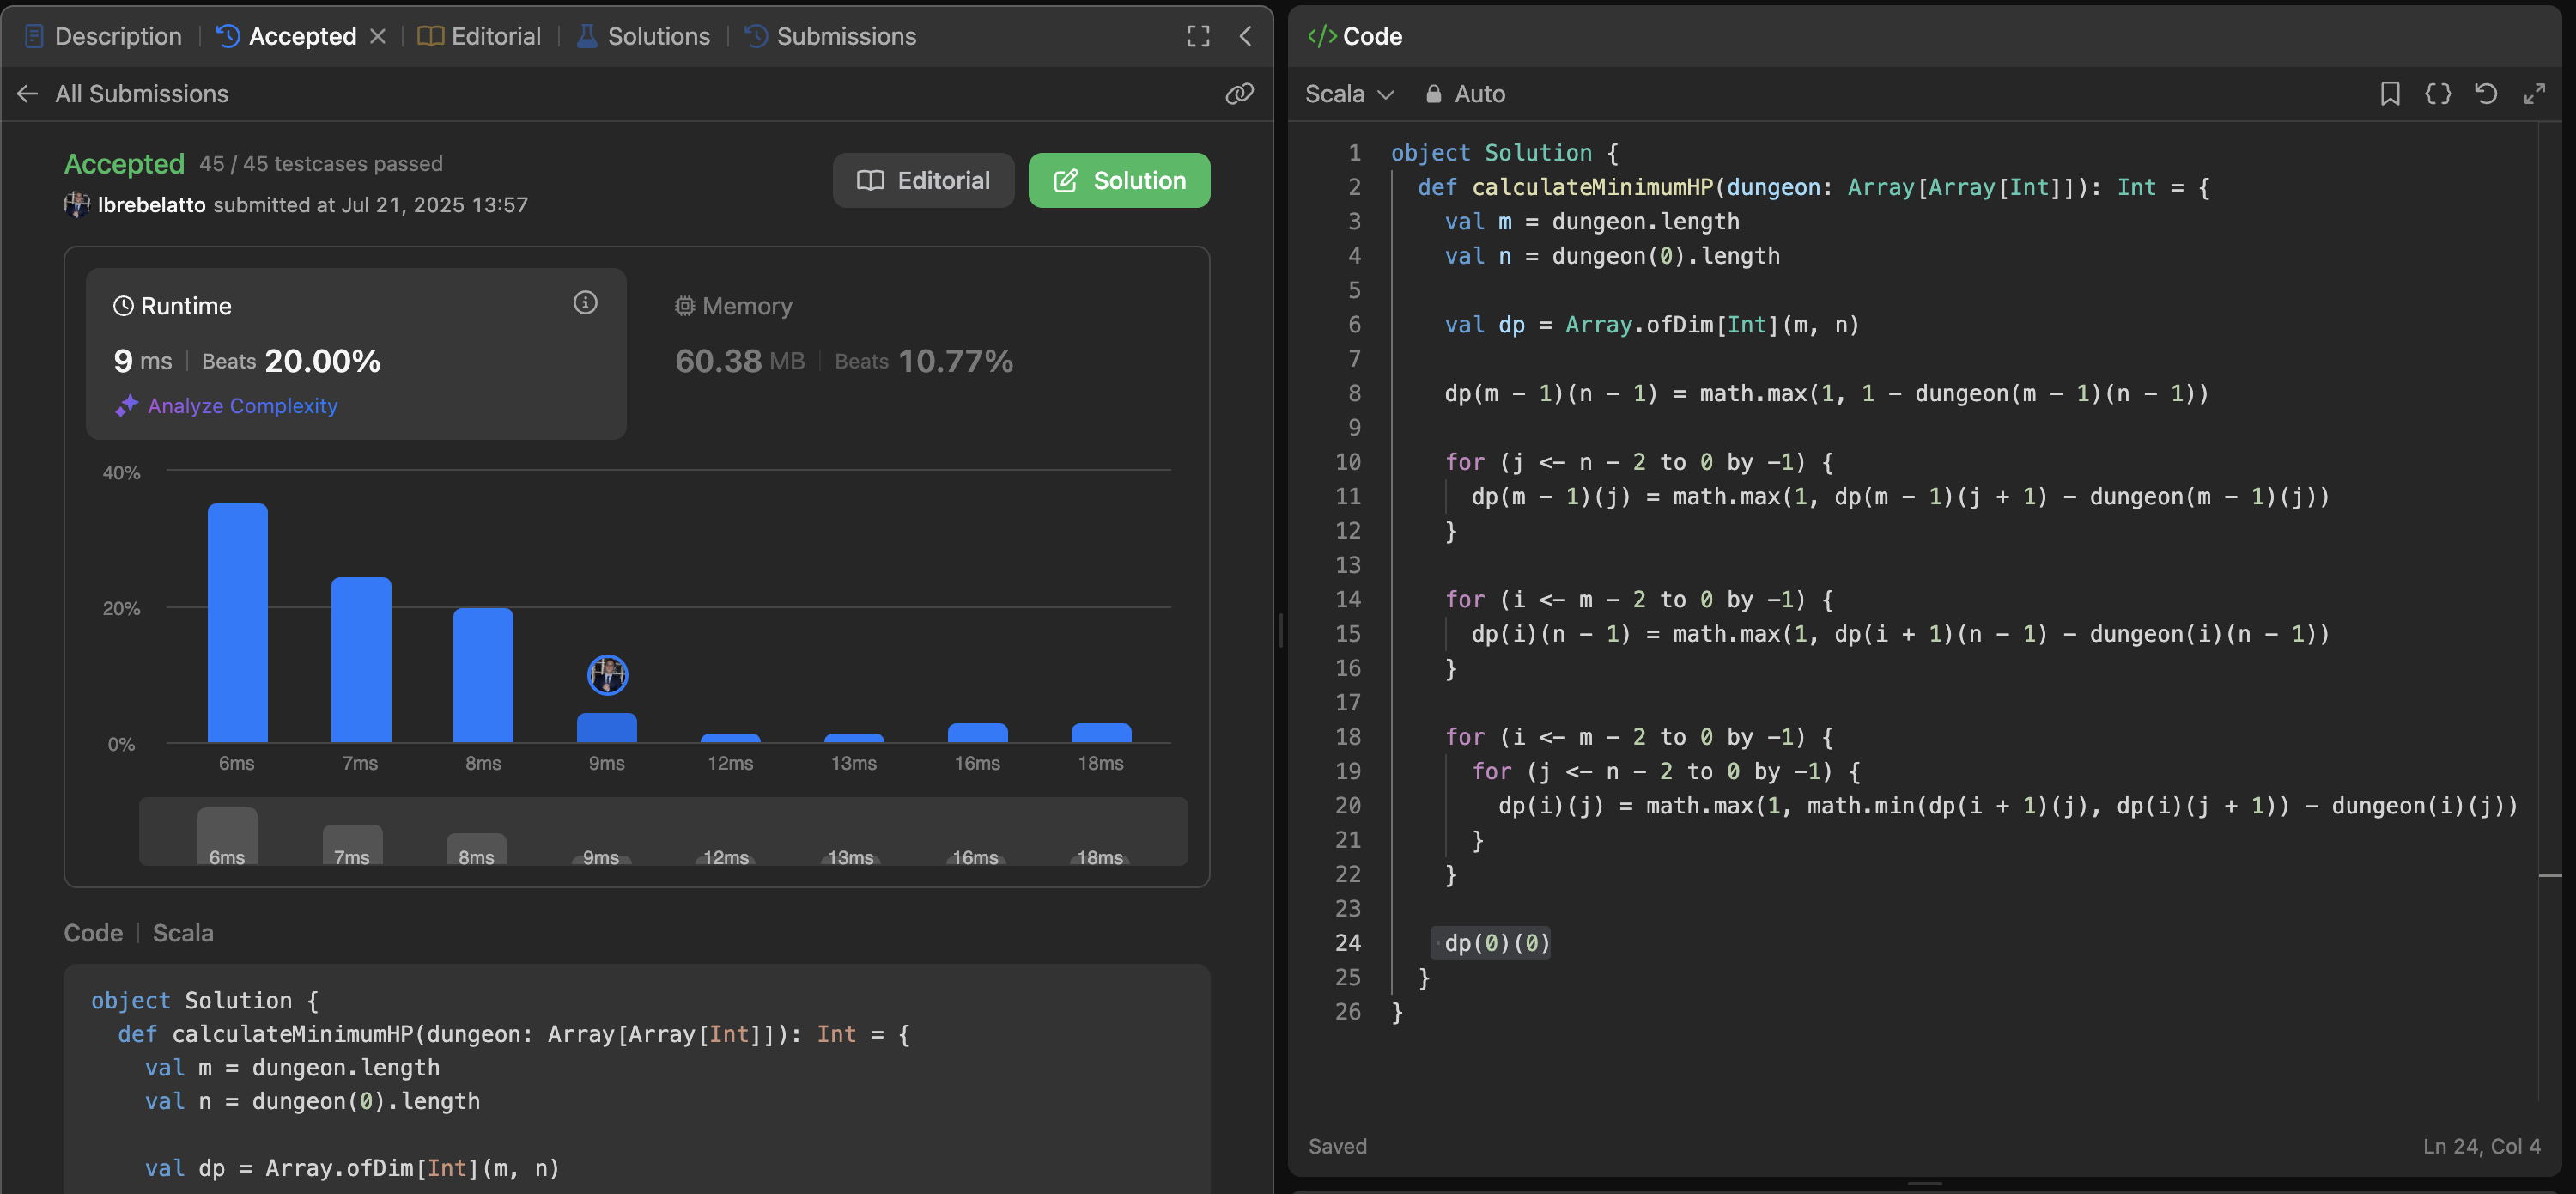 Description | Accepted × | Editorial | Solutions | Submissions
All Submissions
Accepted 45 / 45 testcases passed
lbrebelatto submitted at Jul 21, 2025 13:57
Editorial
Solution
Runtime
9 ms | Beats 20.00%
Analyze Complexity
Memory
60.38 MB | Beats 10.77%
40%
20%
0%
6ms 7ms 8ms 9ms 12ms 13ms 16ms 18ms
6ms 7ms 8ms 9ms 12ms 13ms 16ms 18ms
Code | Scala
object Solution {
  def calculateMinimumHP(dungeon: Array[Array[Int]]): Int = {
    val m = dungeon.length
    val n = dungeon(0).length

    val dp = Array.ofDim[Int](m, n)
</> Code
Scala Auto
1 object Solution {
2   def calculateMinimumHP(dungeon: Array[Array[Int]]): Int = {
3     val m = dungeon.length
4     val n = dungeon(0).length
5
6     val dp = Array.ofDim[Int](m, n)
7
8     dp(m - 1)(n - 1) = math.max(1, 1 - dungeon(m - 1)(n - 1))
9
10     for (j <- n - 2 to 0 by -1) {
11       dp(m - 1)(j) = math.max(1, dp(m - 1)(j + 1) - dungeon(m - 1)(j))
12     }
13
14     for (i <- m - 2 to 0 by -1) {
15       dp(i)(n - 1) = math.max(1, dp(i + 1)(n - 1) - dungeon(i)(n - 1))
16     }
17
18     for (i <- m - 2 to 0 by -1) {
19       for (j <- n - 2 to 0 by -1) {
20         dp(i)(j) = math.max(1, math.min(dp(i + 1)(j), dp(i)(j + 1)) - dungeon(i)(j))
21       }
22     }
23
24     dp(0)(0)
25   }
26 }
Saved
Ln 24, Col 4